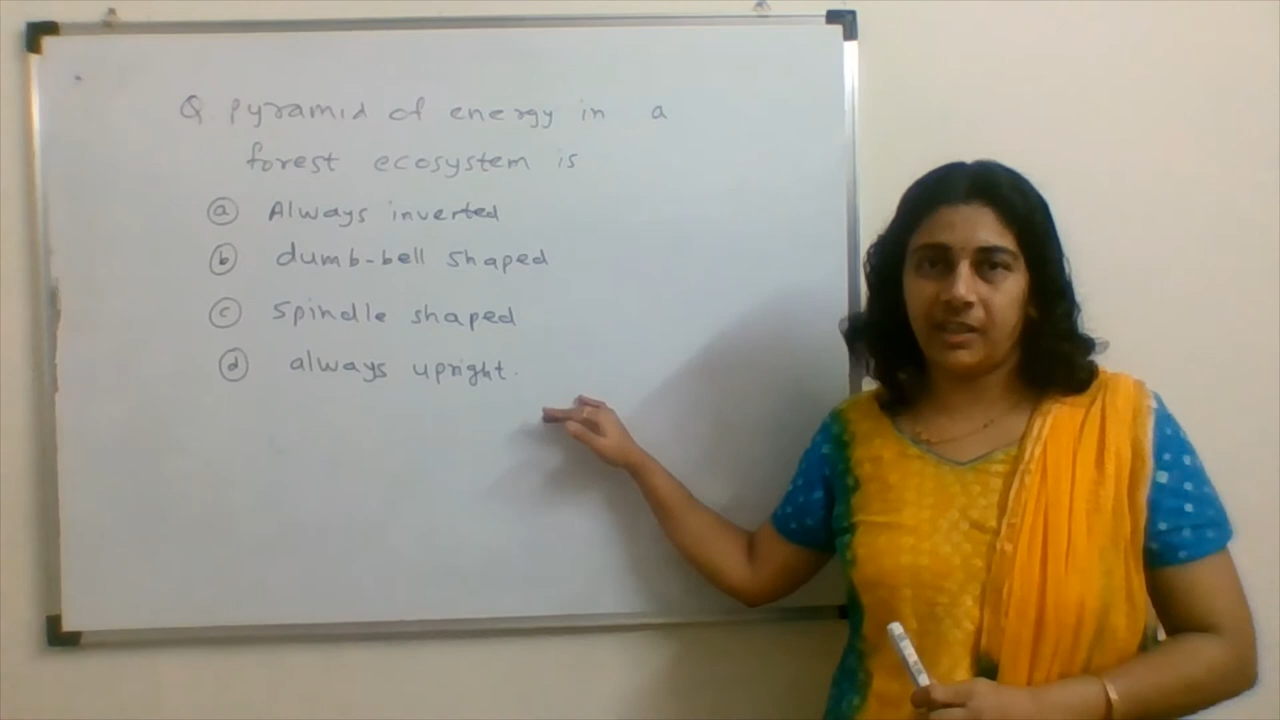 Q pyramid of energy in a
forest ecosystem is
ⓐ Always inverted
ⓑ dumb-bell shaped
ⓒ spindle shaped
ⓓ always upright.